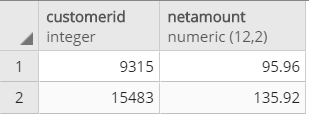 customerid netamount
integer numeric (12,2)
1 9315 95.96
2 15483 135.92